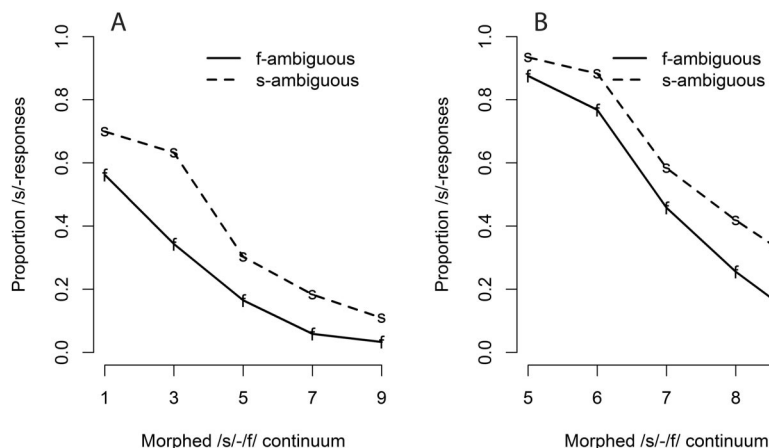 A
1.0
0.8
0.6
0.4
0.2
0.0
Proportion /s/-responses
f-ambiguous
s-ambiguous
s
s
s
s
s
f
f
f
f
f
1 3 5 7 9
Morphed /s/-/f/ continuum
B
1.0
0.8
0.6
0.4
0.2
0.0
Proportion /s/-responses
f-ambiguous
s-ambiguous
s
s
s
s
f
f
f
f
5 6 7 8
Morphed /s/-/f/ continuum